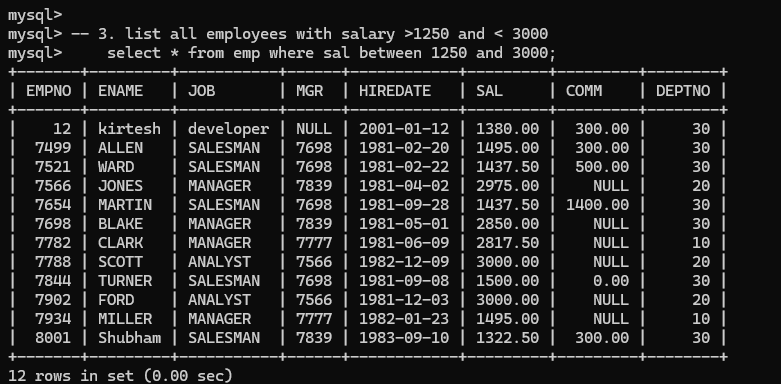 mysql>
mysql> -- 3. list all employees with salary >1250 and < 3000
mysql>     select * from emp where sal between 1250 and 3000;
+-------+---------+-----------+------+------------+---------+---------+--------+
| EMPNO | ENAME   | JOB       | MGR  | HIREDATE   | SAL     | COMM    | DEPTNO |
+-------+---------+-----------+------+------------+---------+---------+--------+
|    12 | kirtesh | developer | NULL | 2001-01-12 | 1380.00 |  300.00 |     30 |
|  7499 | ALLEN   | SALESMAN  | 7698 | 1981-02-20 | 1495.00 |  300.00 |     30 |
|  7521 | WARD    | SALESMAN  | 7698 | 1981-02-22 | 1437.50 |  500.00 |     30 |
|  7566 | JONES   | MANAGER   | 7839 | 1981-04-02 | 2975.00 |    NULL |     20 |
|  7654 | MARTIN  | SALESMAN  | 7698 | 1981-09-28 | 1437.50 | 1400.00 |     30 |
|  7698 | BLAKE   | MANAGER   | 7839 | 1981-05-01 | 2850.00 |    NULL |     30 |
|  7782 | CLARK   | MANAGER   | 7777 | 1981-06-09 | 2817.50 |    NULL |     10 |
|  7788 | SCOTT   | ANALYST   | 7566 | 1982-12-09 | 3000.00 |    NULL |     20 |
|  7844 | TURNER  | SALESMAN  | 7698 | 1981-09-08 | 1500.00 |    0.00 |     30 |
|  7902 | FORD    | ANALYST   | 7566 | 1981-12-03 | 3000.00 |    NULL |     20 |
|  7934 | MILLER  | MANAGER   | 7777 | 1982-01-23 | 1495.00 |    NULL |     10 |
|  8001 | Shubham | SALESMAN  | 7839 | 1983-09-10 | 1322.50 |  300.00 |     30 |
+-------+---------+-----------+------+------------+---------+---------+--------+
12 rows in set (0.00 sec)